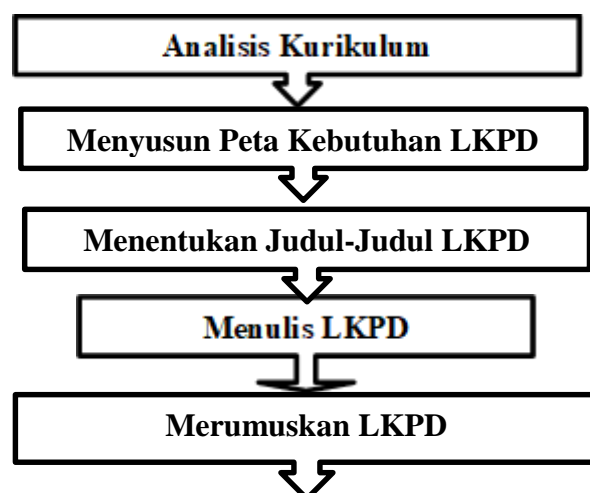 Analisis Kurikulum
Menyusun Peta Kebutuhan LKPD
Menentukan Judul-Judul LKPD
Menulis LKPD
Merumuskan LKPD